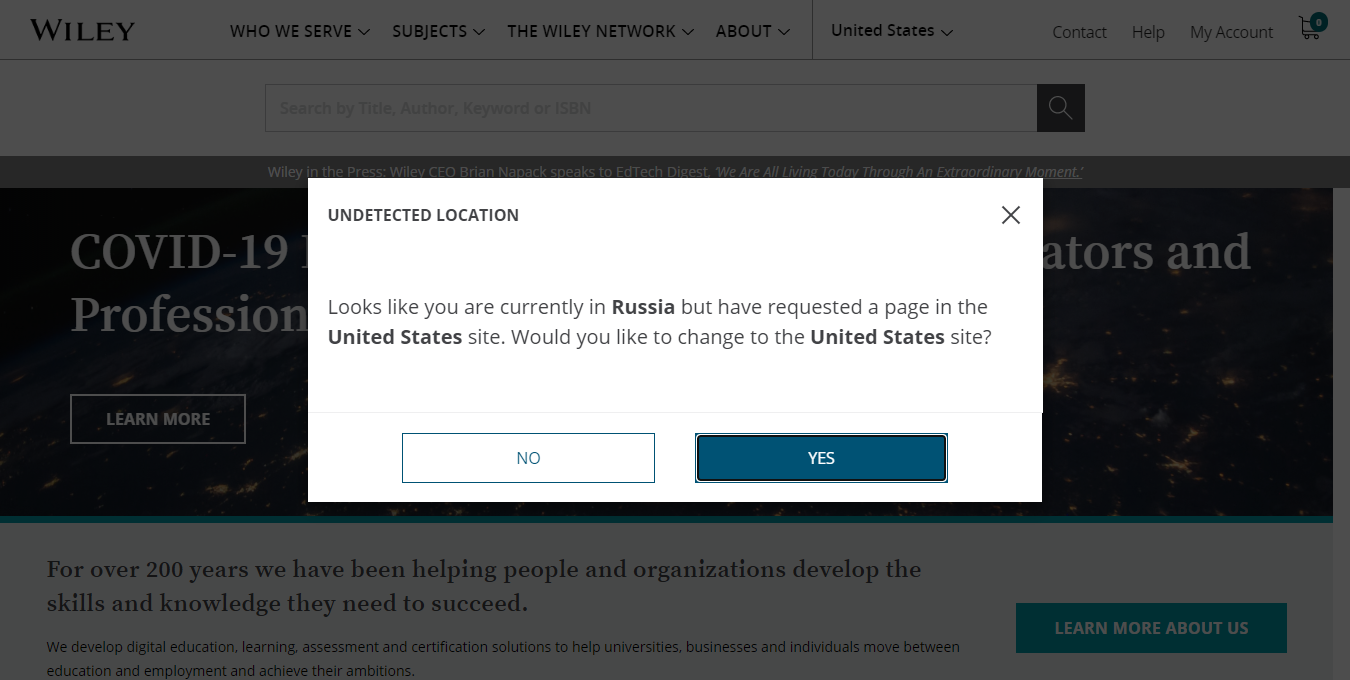 WILEY
WHO WE SERVE SUBJECTS THE WILEY NETWORK ABOUT United States Contact Help My Account 0
Search by Title, Author, Keyword or ISBN
Wiley in the Press: Wiley CEO Brian Napack speaks to EdTech Digest, 'We Are All Living Today Through An Extraordinary Moment.'
UNDETECTED LOCATION
COVID-19 ators and
Profession
Looks like you are currently in Russia but have requested a page in the
United States site. Would you like to change to the United States site?
LEARN MORE
NO YES
For over 200 years we have been helping people and organizations develop the
skills and knowledge they need to succeed.
LEARN MORE ABOUT US
We develop digital education, learning, assessment and certification solutions to help universities, businesses and individuals move between
education and employment and achieve their ambitions.